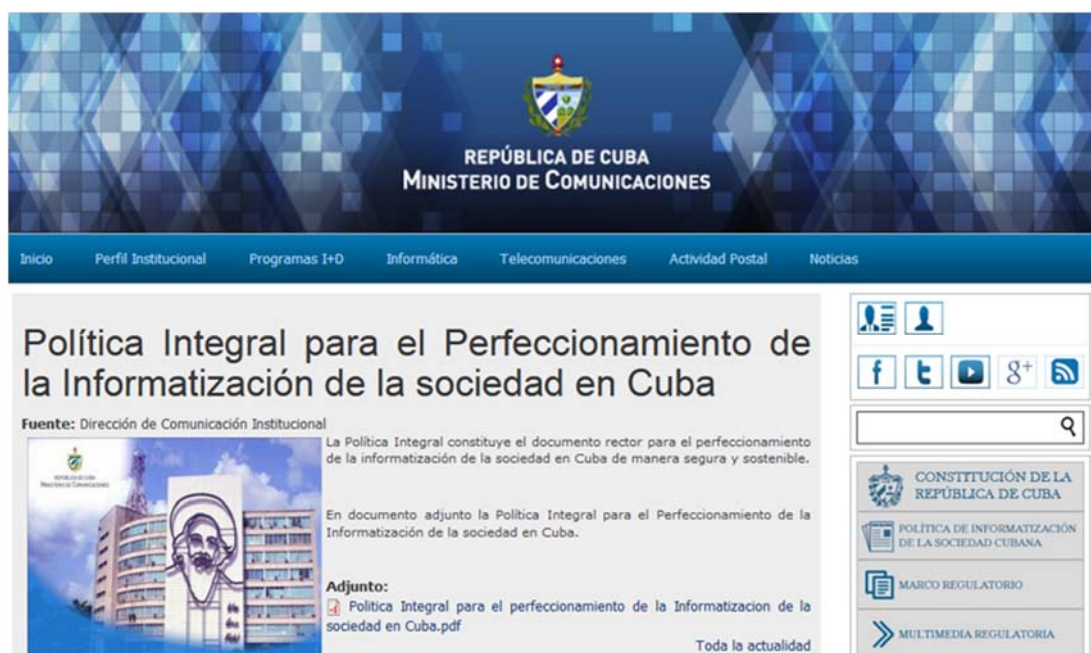 REPÚBLICA DE CUBA
MINISTERIO DE COMUNICACIONES
Inicio Perfil Institucional Programas I+D Informática Telecomunicaciones Actividad Postal Noticias
Política Integral para el Perfeccionamiento de
la Informatización de la sociedad en Cuba
Fuente: Dirección de Comunicación Institucional
La Política Integral constituye el documento rector para el perfeccionamiento
de la informatización de la sociedad en Cuba de manera segura y sostenible.
En documento adjunto la Política Integral para el Perfeccionamiento de la
Informatización de la sociedad en Cuba.
Adjunto:
Politica Integral para el perfeccionamiento de la Informatizacion de la
sociedad en Cuba.pdf
Toda la actualidad
f t g+
CONSTITUCIÓN DE LA
REPÚBLICA DE CUBA
POLÍTICA DE INFORMATIZACIÓN
DE LA SOCIEDAD CUBANA
MARCO REGULATORIO
MULTIMEDIA REGULATORIA